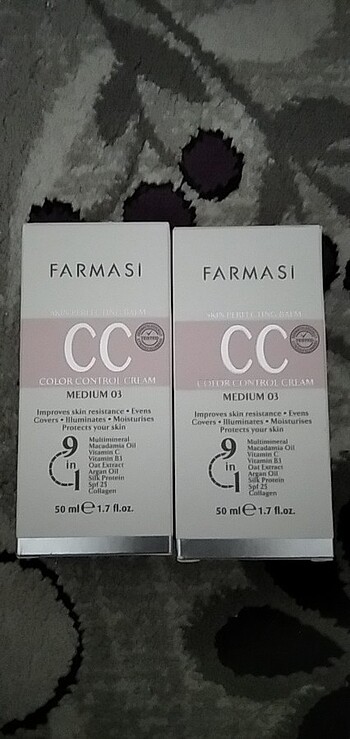 FARMASI
SKIN PERFECTING BALM
CC
COLOR CONTROL CREAM
MEDIUM 03
Improves skin resistance • Evens
Covers • Illuminates • Moisturises
Protects your skin
9 in 1
Multimineral
Macadamia Oil
Vitamin C
Vitamin B3
Oat Extract
Argan Oil
Silk Protein
Spf 25
Collagen
50 ml ℮ 1.7 fl.oz.
FARMASI
SKIN PERFECTING BALM
CC
COLOR CONTROL CREAM
MEDIUM 03
Improves skin resistance • Evens
Covers • Illuminates • Moisturises
Protects your skin
9 in 1
Multimineral
Macadamia Oil
Vitamin C
Vitamin B3
Oat Extract
Argan Oil
Silk Protein
Spf 25
Collagen
50 ml ℮ 1.7 fl.oz.